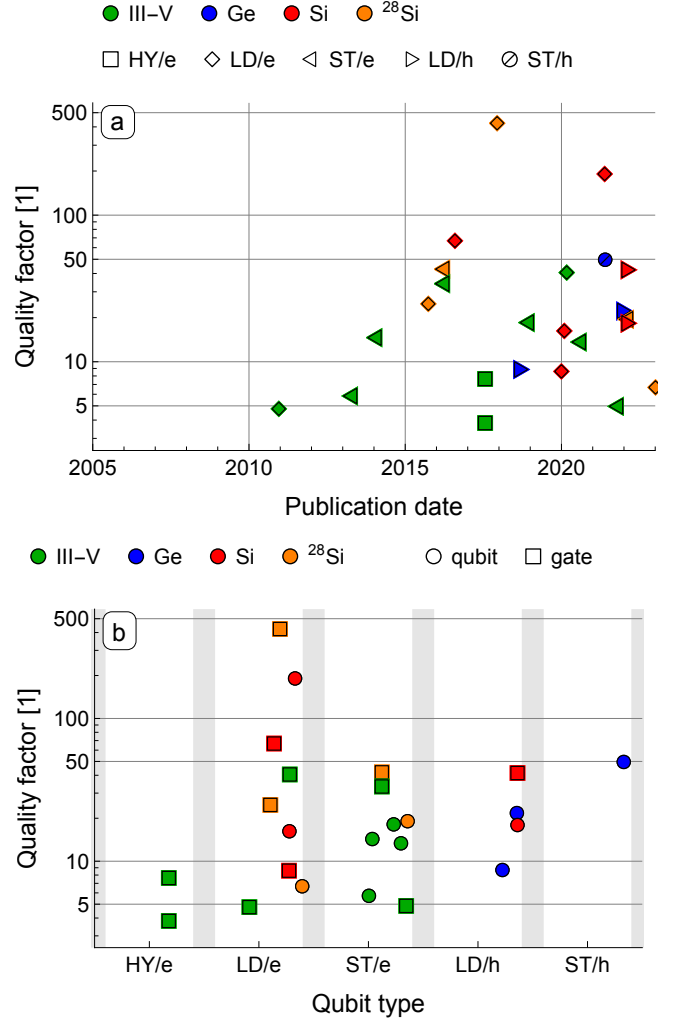 III–V Ge Si ²⁸Si
HY/e LD/e ST/e LD/h ST/h
a
Quality factor [1]
500
100
50
10
5
2005 2010 2015 2020
Publication date
III–V Ge Si ²⁸Si qubit gate
b
Quality factor [1]
500
100
50
10
5
HY/e LD/e ST/e LD/h ST/h
Qubit type